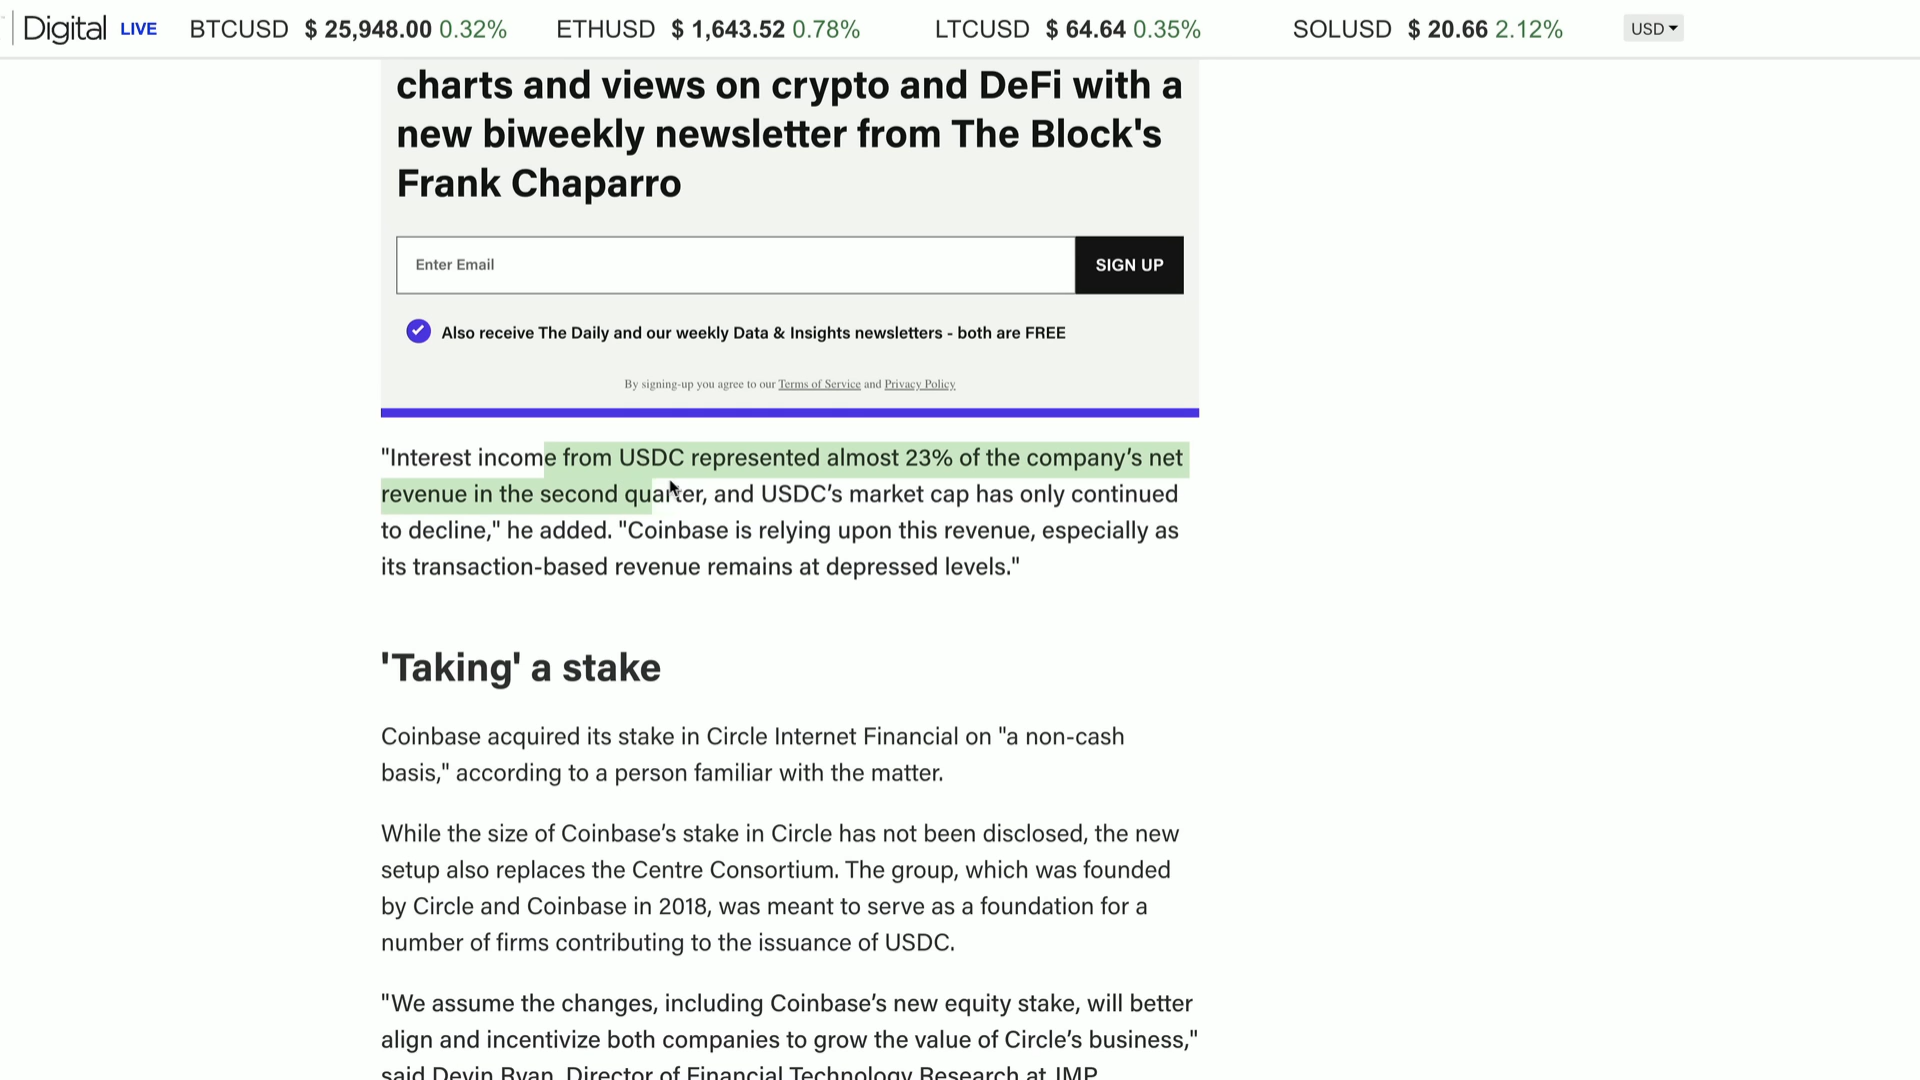 Digital LIVE BTCUSD $ 25,948.00 0.32% ETHUSD $ 1,643.52 0.78% LTCUSD $ 64.64 0.35% SOLUSD $ 20.66 2.12% USD
charts and views on crypto and DeFi with a
new biweekly newsletter from The Block's
Frank Chaparro
Enter Email SIGN UP
Also receive The Daily and our weekly Data & Insights newsletters - both are FREE
By signing-up you agree to our Terms of Service and Privacy Policy
"Interest income from USDC represented almost 23% of the company’s net
revenue in the second quarter, and USDC’s market cap has only continued
to decline," he added. "Coinbase is relying upon this revenue, especially as
its transaction-based revenue remains at depressed levels."
'Taking' a stake
Coinbase acquired its stake in Circle Internet Financial on "a non-cash
basis," according to a person familiar with the matter.
While the size of Coinbase’s stake in Circle has not been disclosed, the new
setup also replaces the Centre Consortium. The group, which was founded
by Circle and Coinbase in 2018, was meant to serve as a foundation for a
number of firms contributing to the issuance of USDC.
"We assume the changes, including Coinbase’s new equity stake, will better
align and incentivize both companies to grow the value of Circle’s business,"
said Devin Ryan, Director of Financial Technology Research at JMP